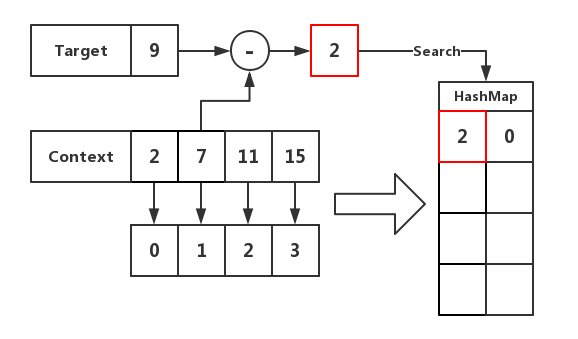 Target 9 - 2 Search
HashMap
2 0
Context 2 7 11 15
0 1 2 3